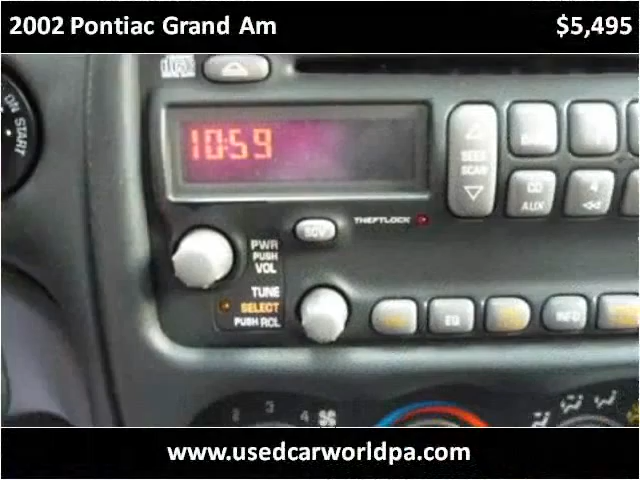 2002 Pontiac Grand Am $5,495
ON START
10:59
SEEK
SCAN
CD
AUX
4
THEFTLOCK
SCV
PWR
PUSH
VOL
TUNE
SELECT
PUSH RCL
EQ
INFO
2 3 4
www.usedcarworldpa.com